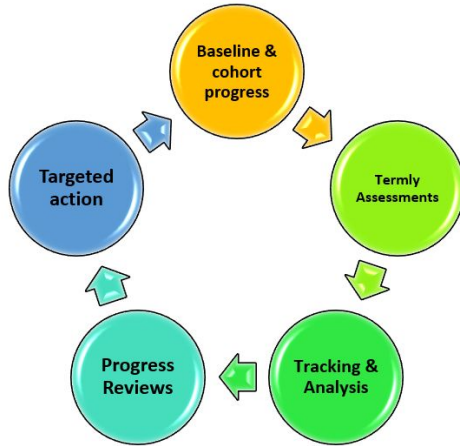 Baseline &
cohort
progress
Termly
Assessments
Tracking &
Analysis
Progress
Reviews
Targeted
action